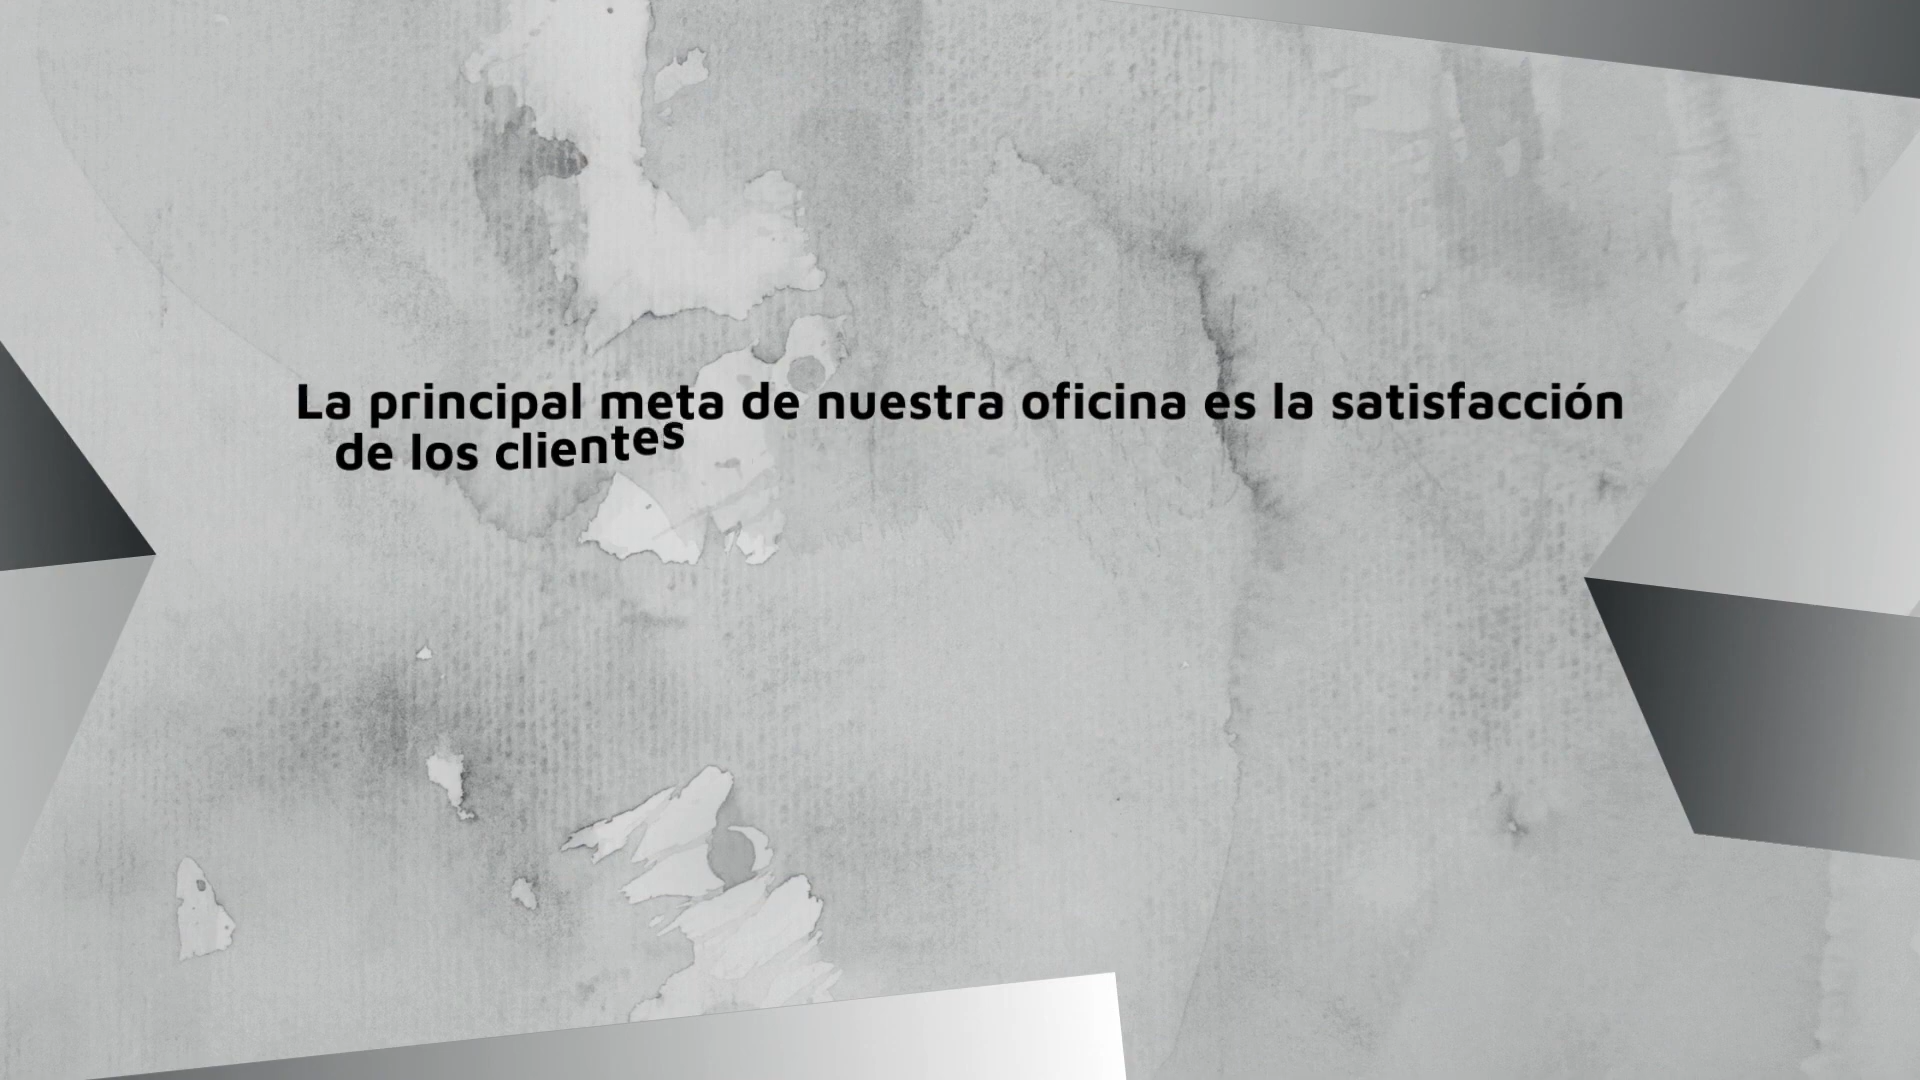 La principal meta de nuestra oficina es la satisfacción
de los clientes